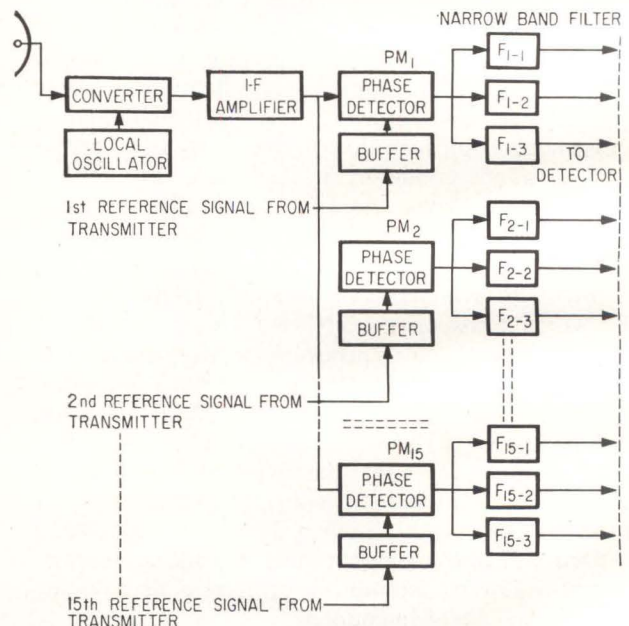 NARROW BAND FILTER
PM1
F1-1
CONVERTER
I-F
AMPLIFIER
PHASE
DETECTOR
F1-2
LOCAL
OSCILLATOR
BUFFER
F1-3
TO
DETECTOR
1st REFERENCE SIGNAL FROM
TRANSMITTER
PM2
F2-1
PHASE
DETECTOR
F2-2
BUFFER
F2-3
2nd REFERENCE SIGNAL FROM
TRANSMITTER
PM15
F15-1
PHASE
DETECTOR
F15-2
BUFFER
F15-3
15th REFERENCE SIGNAL FROM
TRANSMITTER